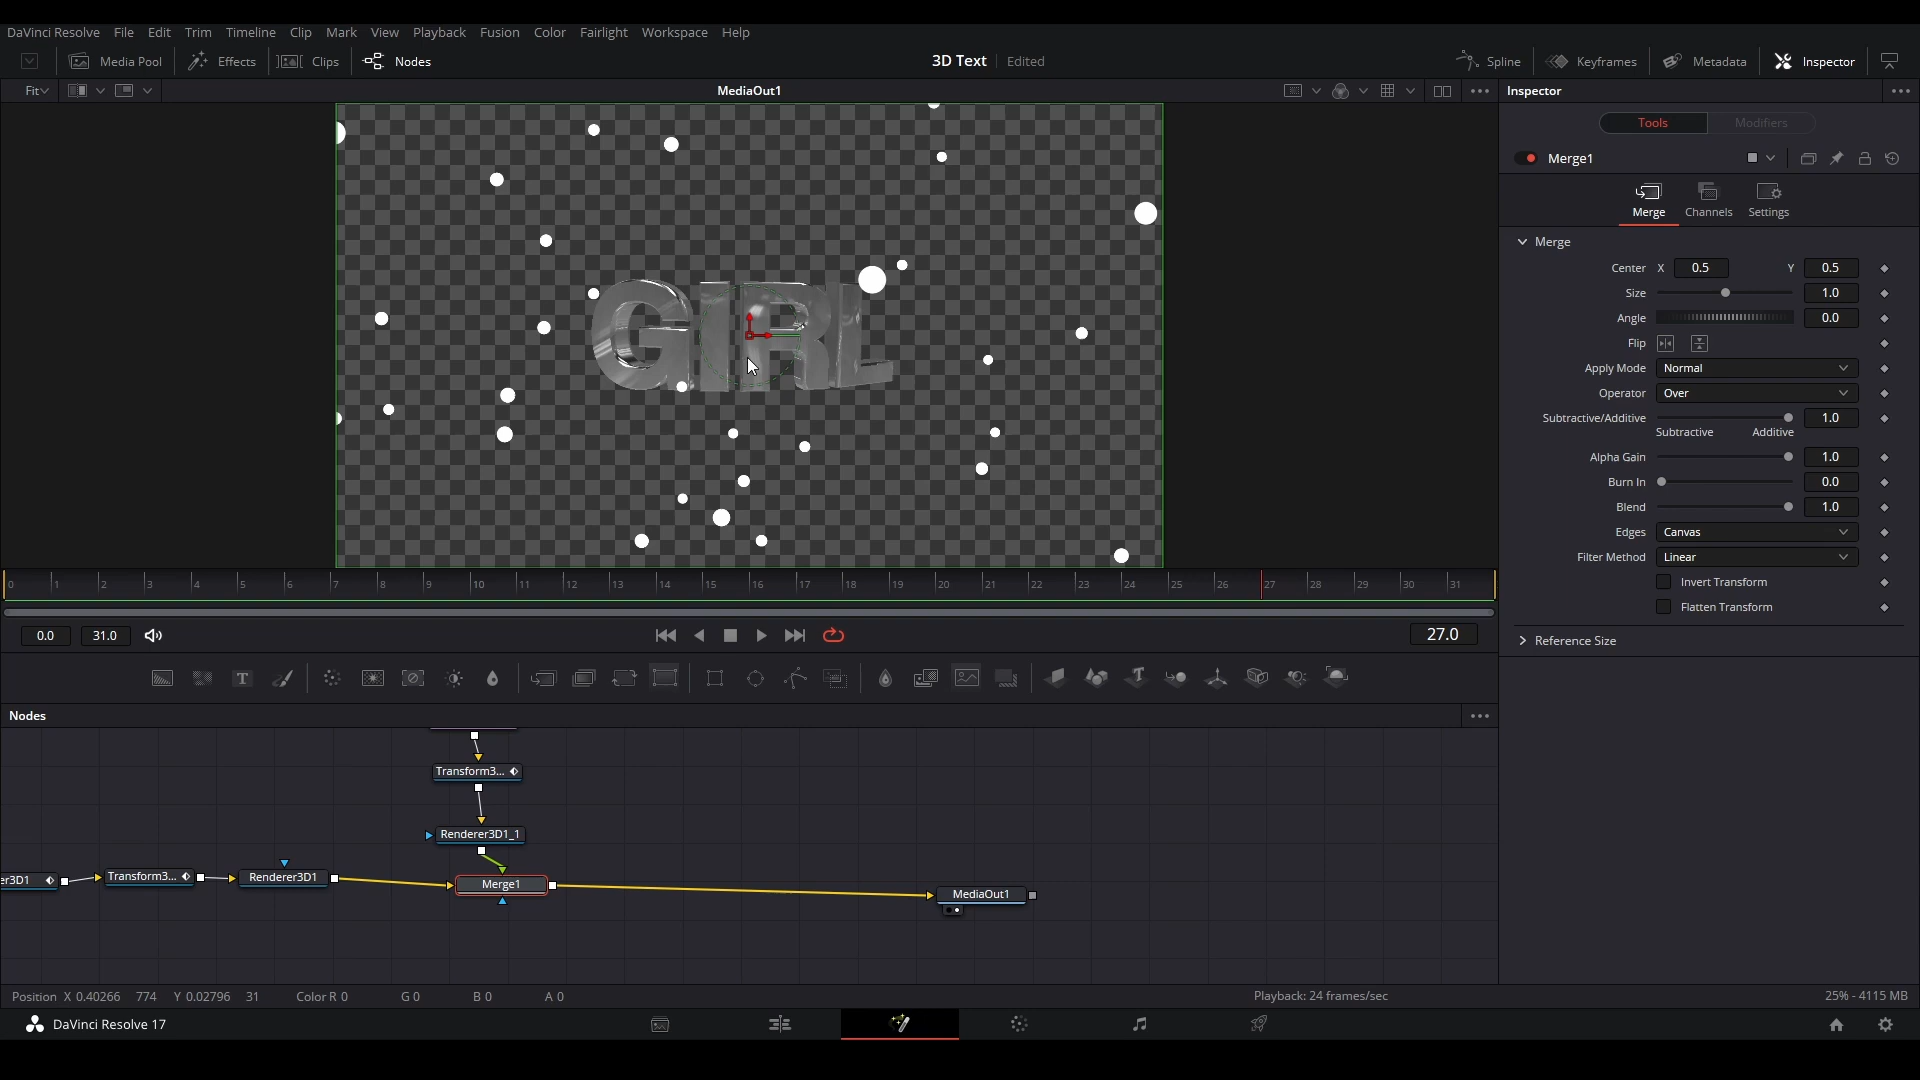 DaVinci Resolve File Edit Trim Timeline Clip Mark View Playback Fusion Color Fairlight Workspace Help
Media Pool Effects Clips Nodes 3D Text Edited Spline Keyframes Metadata Inspector
Fit MediaOut1 Inspector
Tools Modifiers
Merge1
Merge Channels Settings
Merge
Center X 0.5 Y 0.5
Size 1.0
Angle 0.0
Flip
Apply Mode Normal
Operator Over
Subtractive/Additive 1.0
Subtractive Additive
Alpha Gain 1.0
Burn In 0.0
Blend 1.0
Edges Canvas
Filter Method Linear
Invert Transform
Flatten Transform
Reference Size
GIRL
0 1 2 3 4 5 6 7 8 9 10 11 12 13 14 15 16 17 18 19 20 21 22 23 24 25 26 27 28 29 30 31
0.0 31.0 27.0
T
Nodes
Transform3...
Renderer3D1_1
er3D1 Transform3... Renderer3D1 Merge1 MediaOut1
Position X 0.40266 774 Y 0.02796 31 Color R 0 G 0 B 0 A 0 Playback: 24 frames/sec 25% - 4115 MB
DaVinci Resolve 17